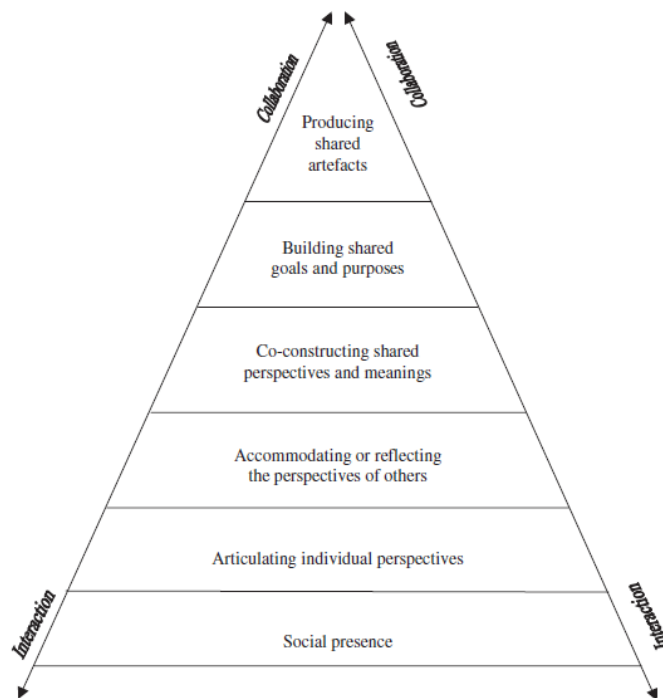 Collaboration
Collaboration
Producing
shared
artefacts
Building shared
goals and purposes
Co-constructing shared
perspectives and meanings
Accommodating or reflecting
the perspectives of others
Articulating individual perspectives
Interaction
Interaction
Social presence